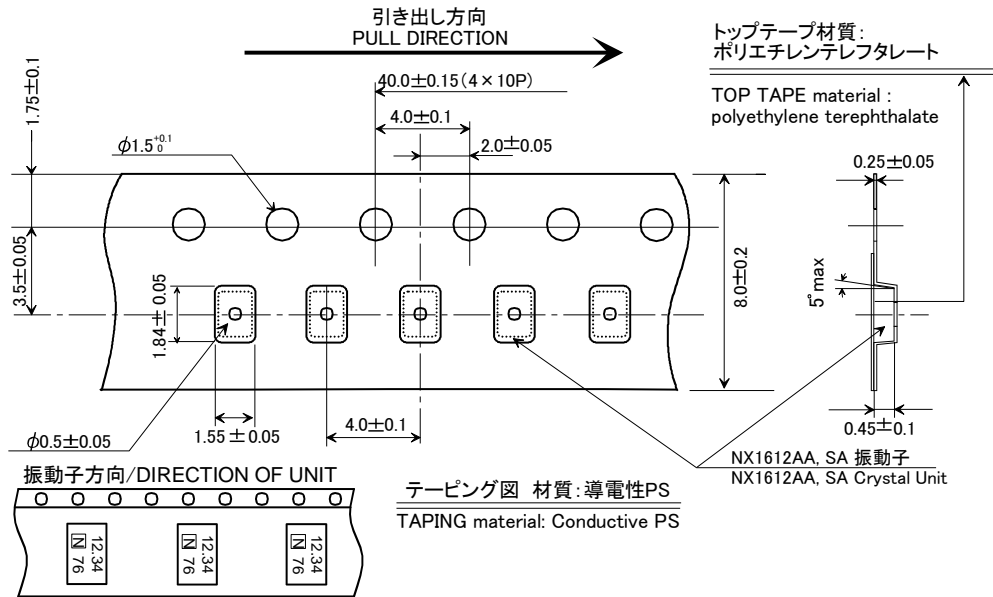 引き出し方向
PULL DIRECTION
トップテープ材質:
ポリエチレンテレフタレート
TOP TAPE material :
polyethylene terephthalate
1.75±0.1
40.0±0.15(4×10P)
4.0±0.1
2.0±0.05
φ1.5 +0.1 0
0.25±0.05
3.5±0.05
1.84±0.05
8.0±0.2
5°max
φ0.5±0.05
1.55±0.05
4.0±0.1
0.45±0.1
NX1612AA, SA 振動子
NX1612AA, SA Crystal Unit
振動子方向/DIRECTION OF UNIT
テーピング図 材質:導電性PS
TAPING material: Conductive PS
12.34
N 76
12.34
N 76
12.34
N 76